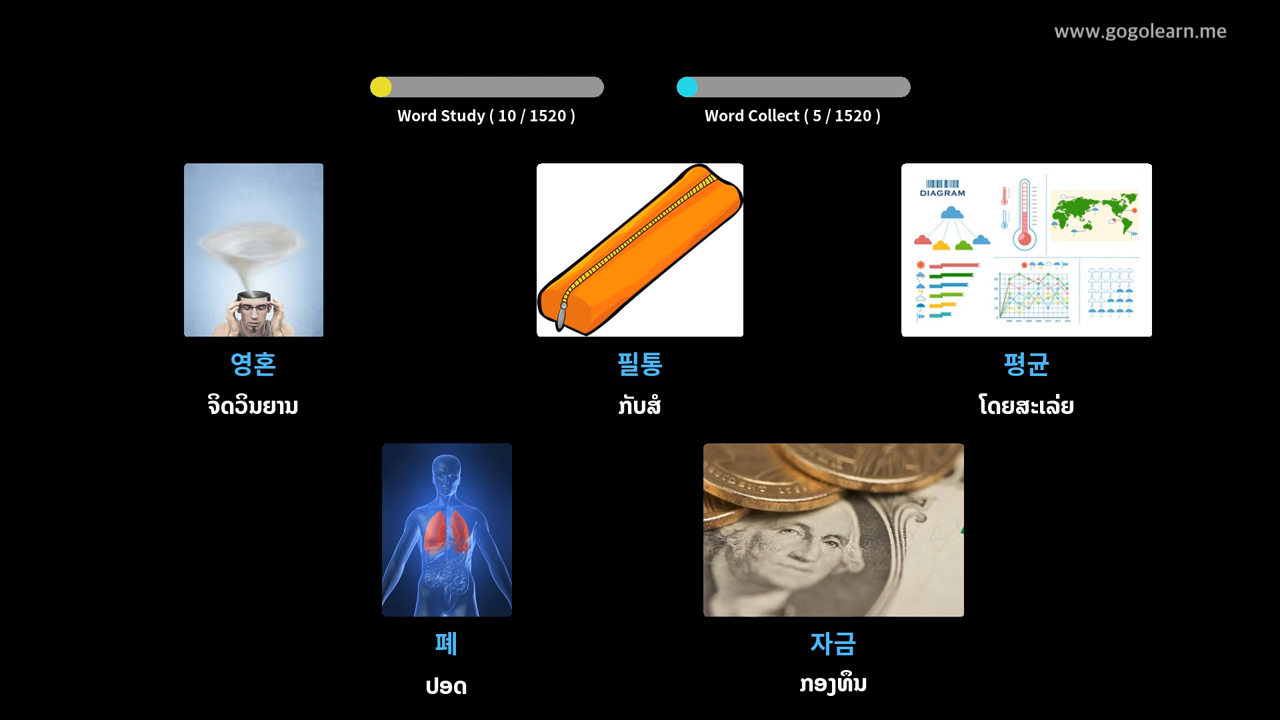 www.gogolearn.me
Word Study ( 10 / 1520 )
Word Collect ( 5 / 1520 )
DIAGRAM
영혼
필통
평균
ຈິດວິນຍານ
ກັບສໍ
ໂດຍສະເລ່ຍ
폐
자금
ປອດ
ກອງທຶນ